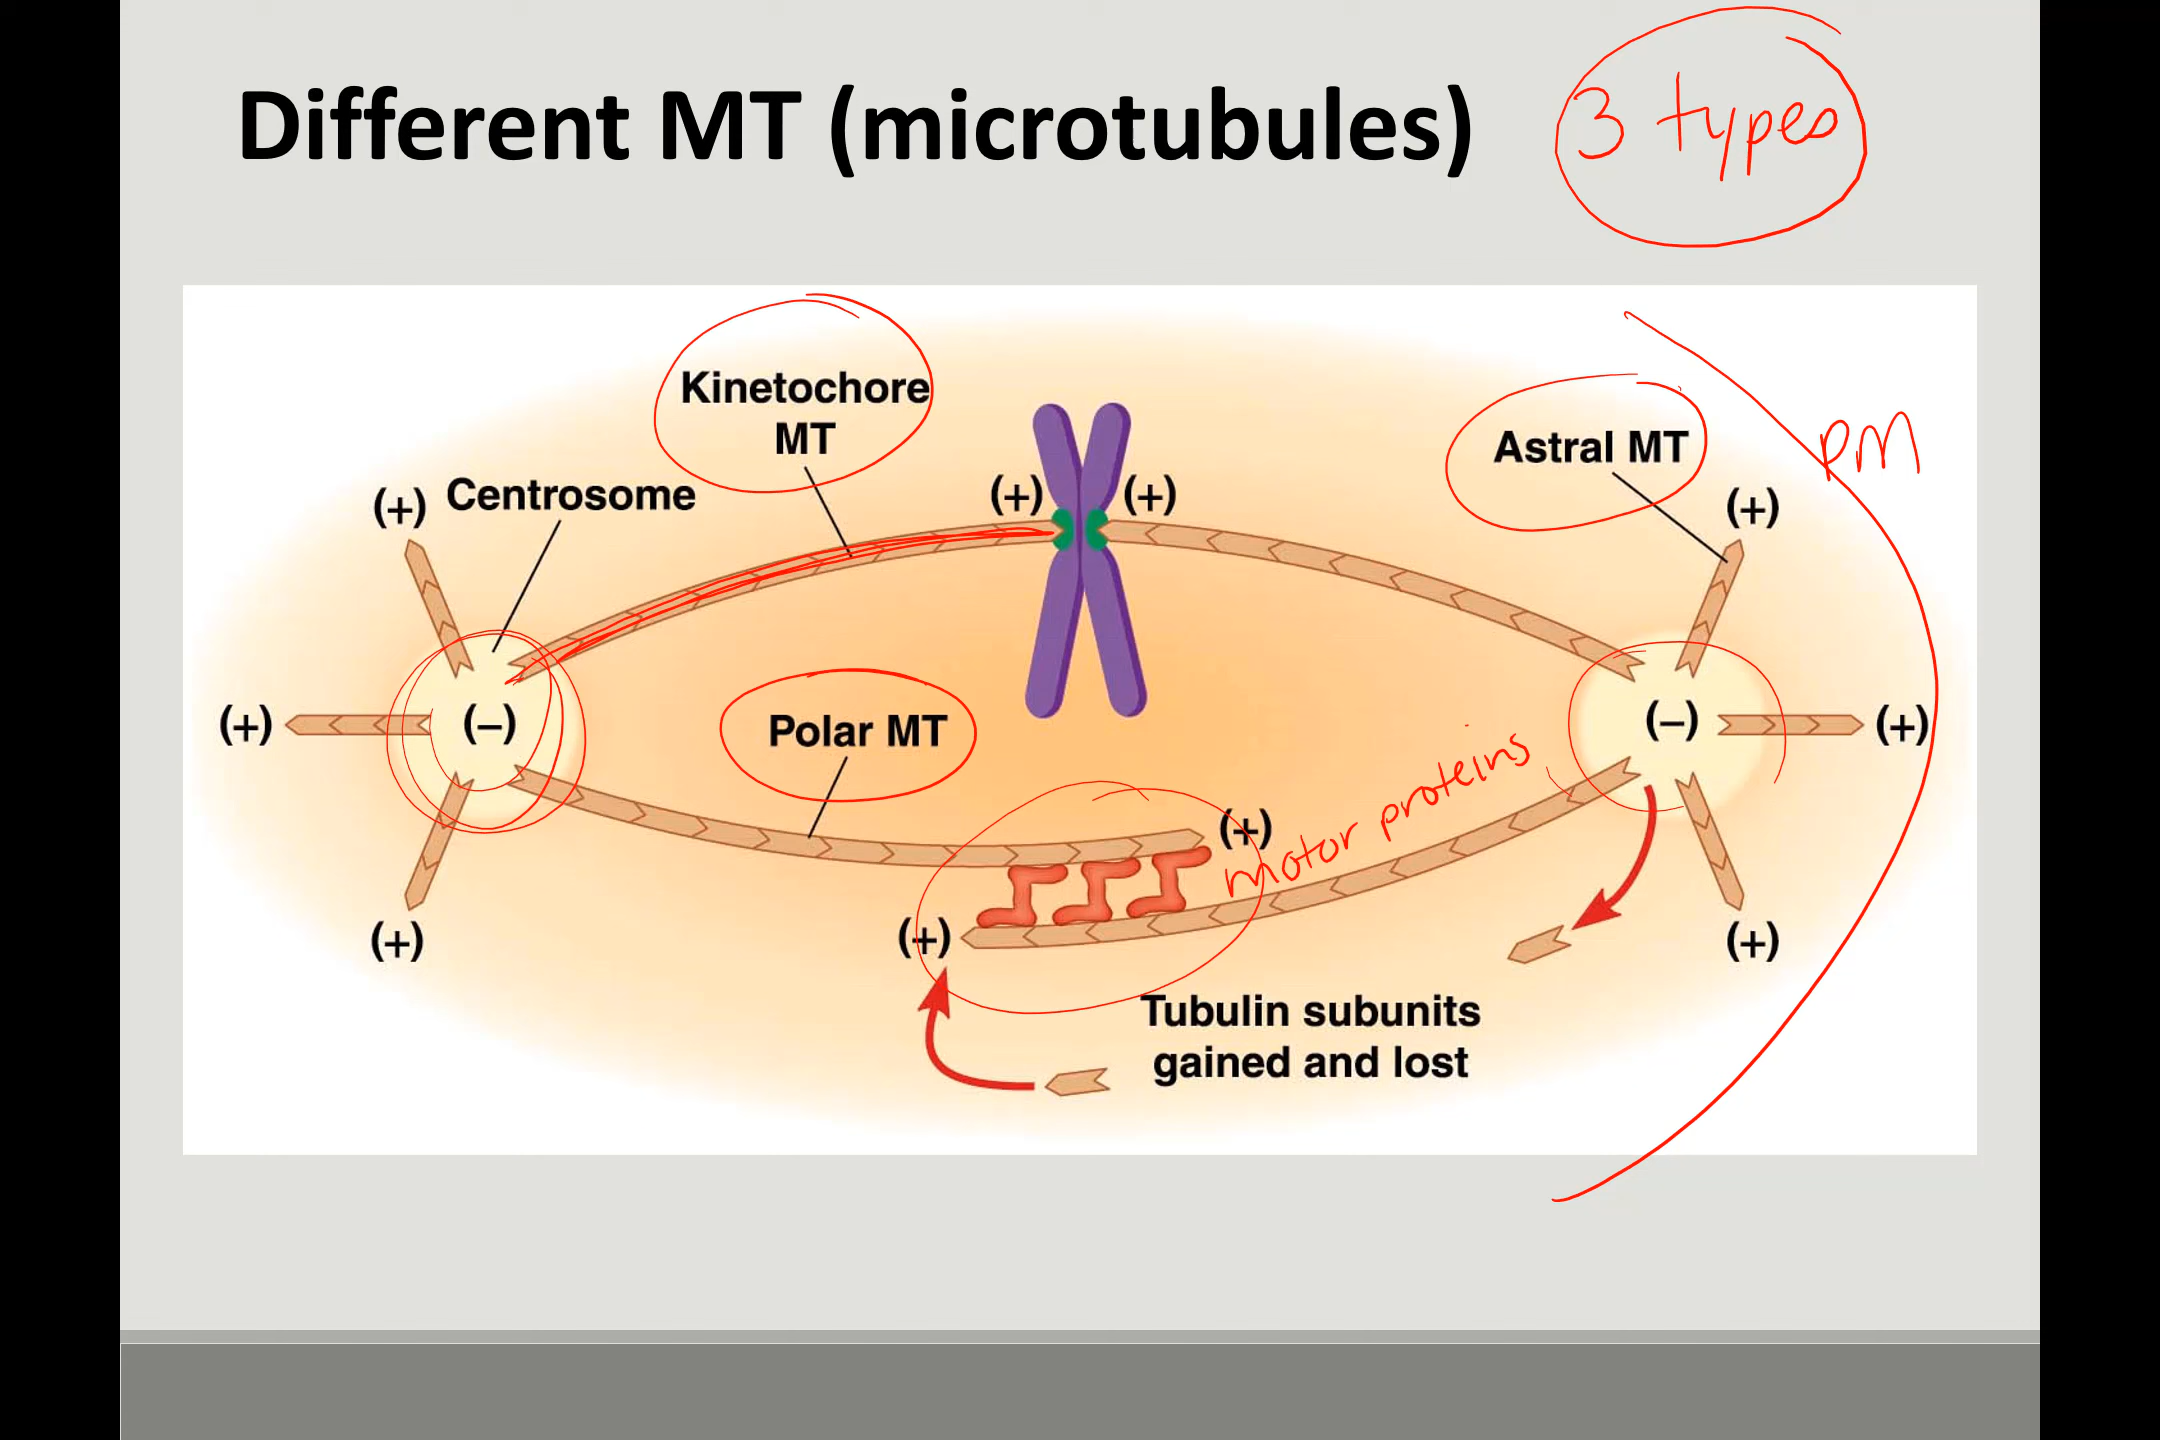 Different MT (microtubules) 3 types
Kinetochore
MT
Astral MT
PM
Centrosome
(+)
(+)
(+)
(+)
(+)
(–)
Polar MT
(–)
(+)
motor proteins
(+)
(+)
(+)
(+)
Tubulin subunits
gained and lost